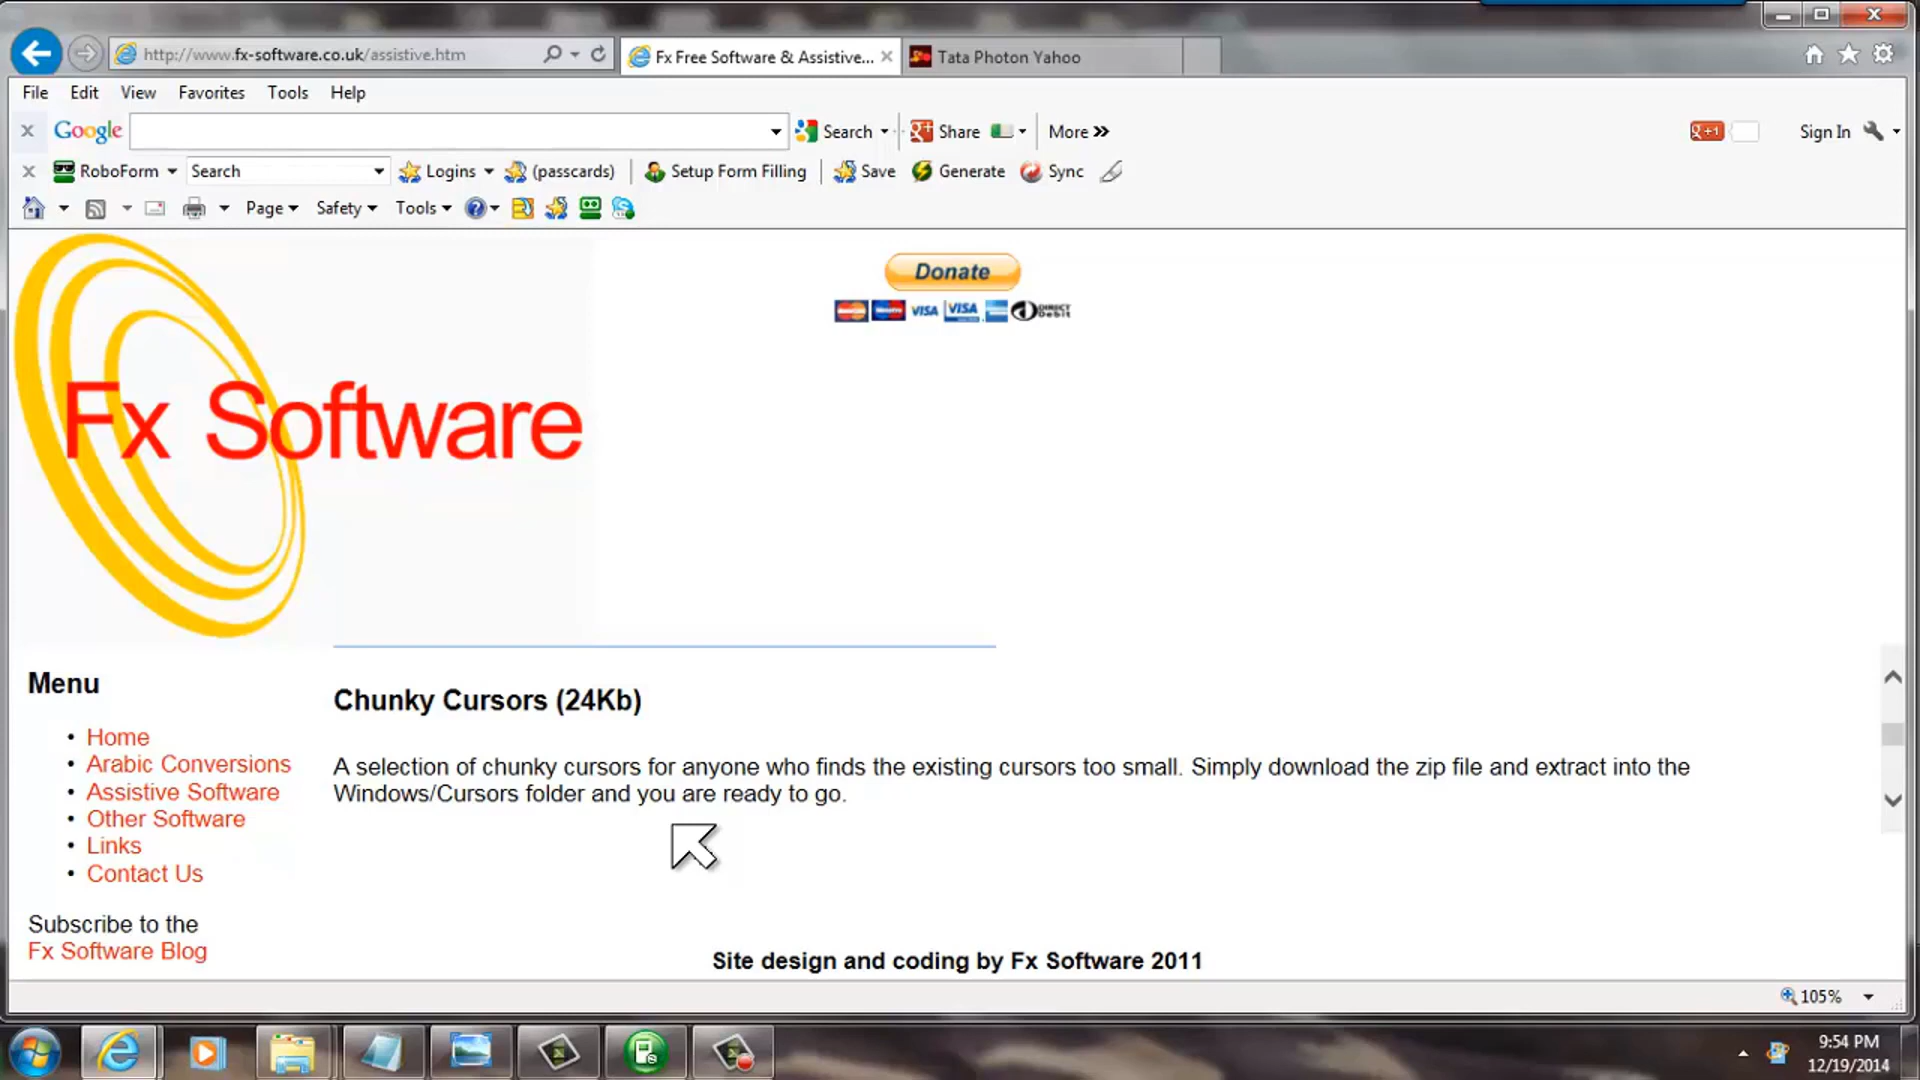 http://www.fx-software.co.uk/assistive.htm
Fx Free Software & Assistive...
Tata Photon Yahoo
File Edit View Favorites Tools Help
Google Search Share More Sign In
+1
RoboForm Search Logins (passcards) Setup Form Filling Save Generate Sync
Page Safety Tools
Donate
VISA VISA DIRECT Debit
Fx Software
Menu
Home
Arabic Conversions
Assistive Software
Other Software
Links
Contact Us
Subscribe to the
Fx Software Blog
Chunky Cursors (24Kb)
A selection of chunky cursors for anyone who finds the existing cursors too small. Simply download the zip file and extract into the
Windows/Cursors folder and you are ready to go.
Site design and coding by Fx Software 2011
105%
9:54 PM
12/19/2014